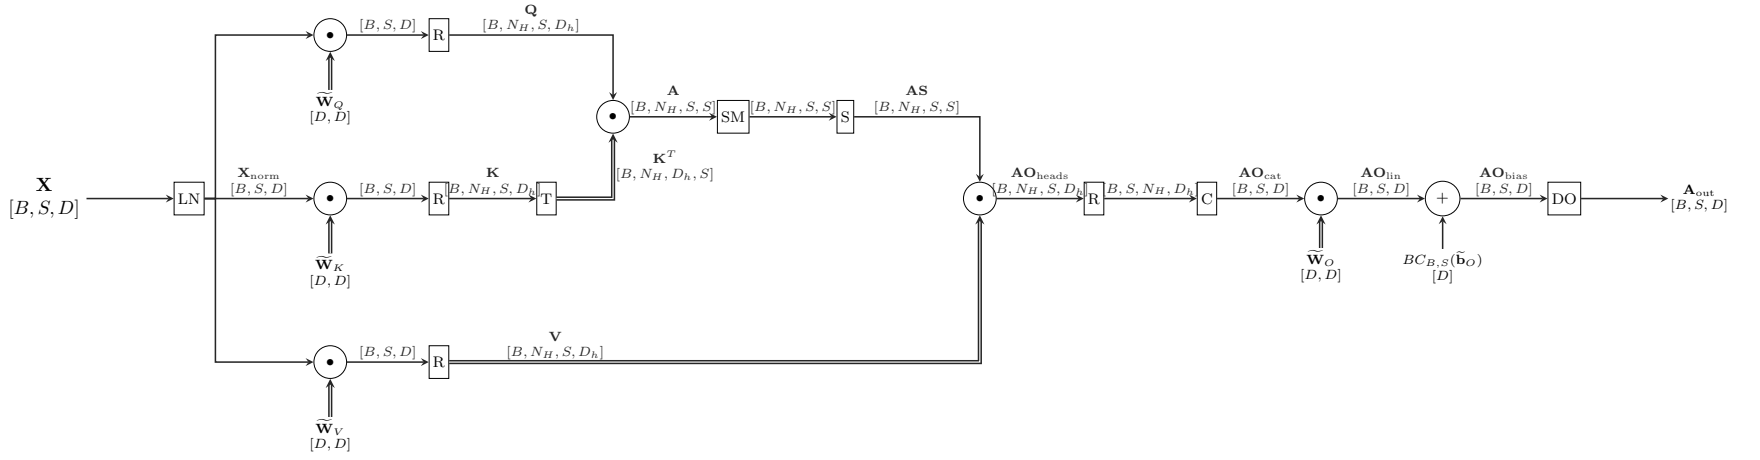 Q
[B, S, D] R [B, N_H, S, D_h]
W̃_Q
[D, D]
A
[B, N_H, S, S] SM [B, N_H, S, S] S
AS
[B, N_H, S, S]
K^T
[B, N_H, D_h, S]
X
[B, S, D]
LN
X_norm
[B, S, D]
[B, S, D] R
K
[B, N_H, S, D_h] T
W̃_K
[D, D]
AO_heads
[B, N_H, S, D_h] R [B, S, N_H, D_h] C
AO_cat
[B, S, D]
W̃_O
[D, D]
AO_lin
[B, S, D]
+
BC_{B,S}(b̃_O)
[D]
AO_bias
[B, S, D]
DO
A_out
[B, S, D]
V
[B, S, D] R [B, N_H, S, D_h]
W̃_V
[D, D]